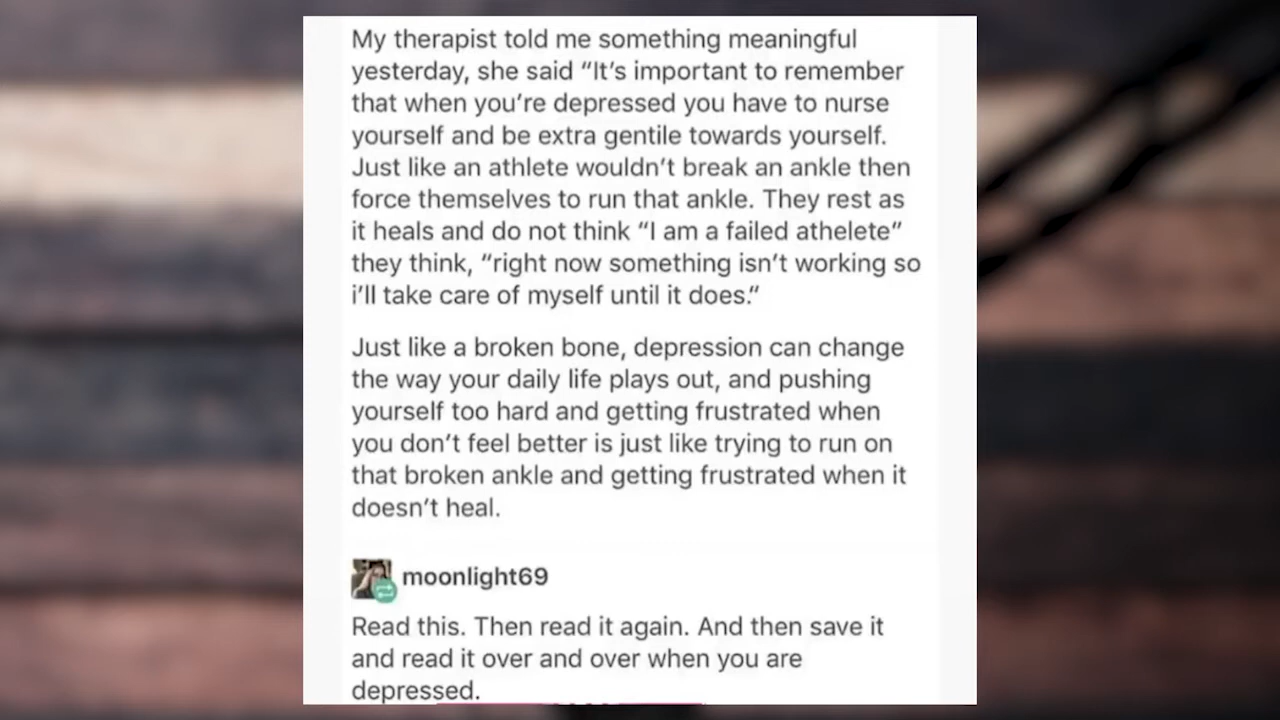 My therapist told me something meaningful
yesterday, she said “It’s important to remember
that when you’re depressed you have to nurse
yourself and be extra gentile towards yourself.
Just like an athlete wouldn’t break an ankle then
force themselves to run that ankle. They rest as
it heals and do not think “I am a failed athelete”
they think, “right now something isn’t working so
i’ll take care of myself until it does.”
Just like a broken bone, depression can change
the way your daily life plays out, and pushing
yourself too hard and getting frustrated when
you don’t feel better is just like trying to run on
that broken ankle and getting frustrated when it
doesn’t heal.
moonlight69
Read this. Then read it again. And then save it
and read it over and over when you are
depressed.